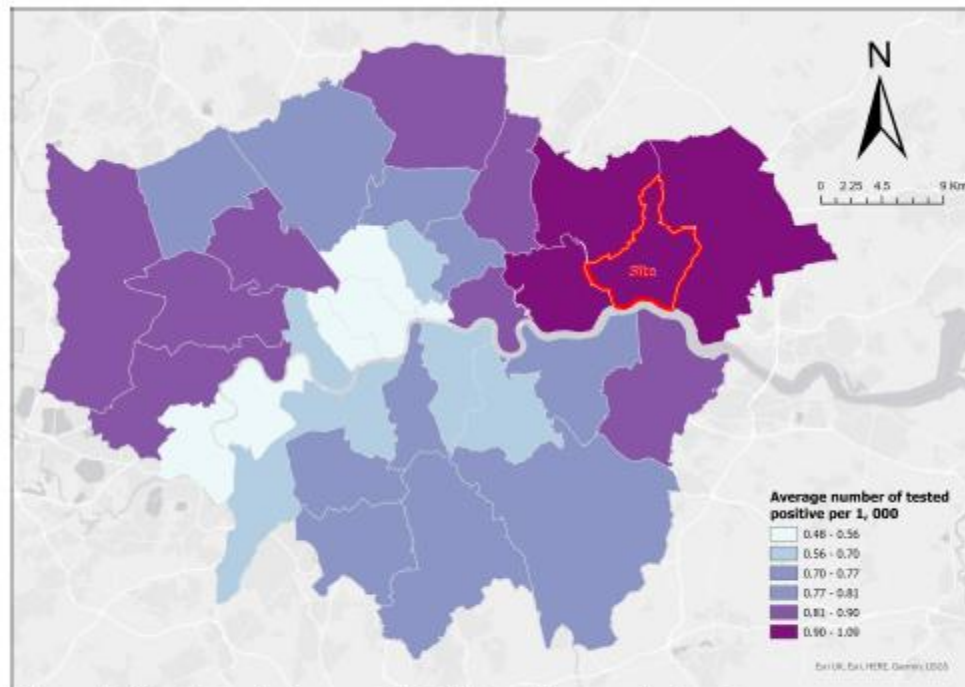 N
0 2.25 4.5 9 Km
Site
Average number of tested
positive per 1, 000
0.48 - 0.56
0.56 - 0.70
0.70 - 0.77
0.77 - 0.81
0.81 - 0.90
0.90 - 1.09
Esri UK, Esri, HERE, Garmin, USGS